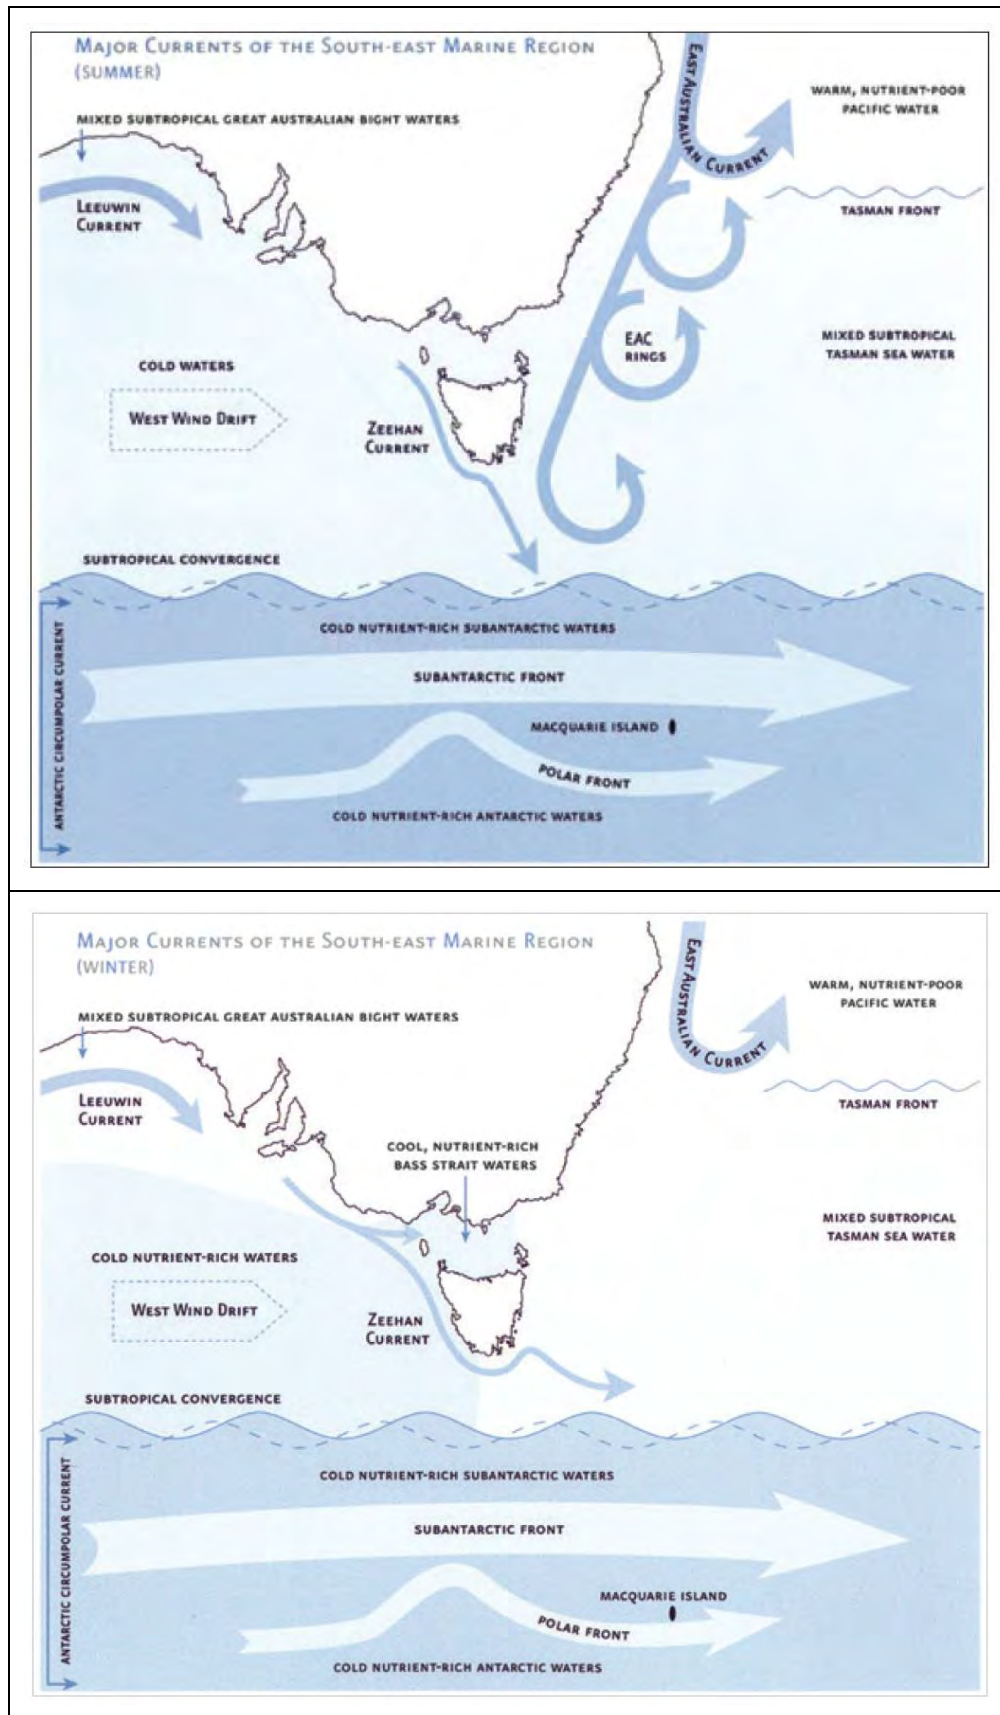 MAJOR CURRENTS OF THE SOUTH-EAST MARINE REGION
(SUMMER)
MIXED SUBTROPICAL GREAT AUSTRALIAN BIGHT WATERS
LEEUWIN
CURRENT
EAST AUSTRALIAN CURRENT
WARM, NUTRIENT-POOR
PACIFIC WATER
TASMAN FRONT
EAC
RINGS
MIXED SUBTROPICAL
TASMAN SEA WATER
COLD WATERS
WEST WIND DRIFT
ZEEHAN
CURRENT
SUBTROPICAL CONVERGENCE
ANTARCTIC CIRCUMPOLAR CURRENT
COLD NUTRIENT-RICH SUBANTARCTIC WATERS
SUBANTARCTIC FRONT
MACQUARIE ISLAND
POLAR FRONT
COLD NUTRIENT-RICH ANTARCTIC WATERS
MAJOR CURRENTS OF THE SOUTH-EAST MARINE REGION
(WINTER)
MIXED SUBTROPICAL GREAT AUSTRALIAN BIGHT WATERS
LEEUWIN
CURRENT
EAST AUSTRALIAN CURRENT
WARM, NUTRIENT-POOR
PACIFIC WATER
TASMAN FRONT
COOL, NUTRIENT-RICH
BASS STRAIT WATERS
MIXED SUBTROPICAL
TASMAN SEA WATER
COLD NUTRIENT-RICH WATERS
WEST WIND DRIFT
ZEEHAN
CURRENT
SUBTROPICAL CONVERGENCE
ANTARCTIC CIRCUMPOLAR CURRENT
COLD NUTRIENT-RICH SUBANTARCTIC WATERS
SUBANTARCTIC FRONT
MACQUARIE ISLAND
POLAR FRONT
COLD NUTRIENT-RICH ANTARCTIC WATERS